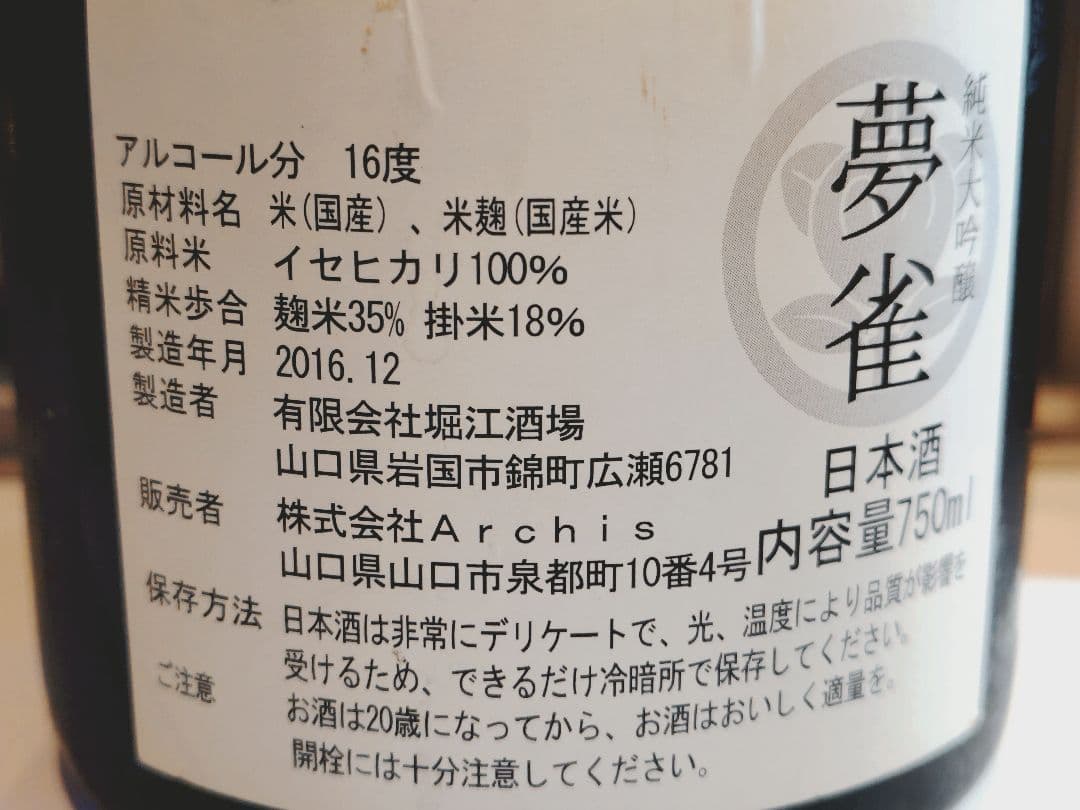 アルコール分 16度
原材料名 米(国産)、米麹(国産米)
原料米 イセヒカリ100%
精米歩合 麹米35% 掛米18%
製造年月 2016.12
製造者 有限会社堀江酒場
山口県岩国市錦町広瀬6781
販売者 株式会社Archis
山口県山口市泉都町10番4号
保存方法 日本酒は非常にデリケートで、光、温度により品質が影響を
受けるため、できるだけ冷暗所で保存してください。
ご注意 お酒は20歳になってから、お酒はおいしく適量を。
開栓には十分注意してください。
純米大吟醸
夢雀
日本酒
内容量750ml